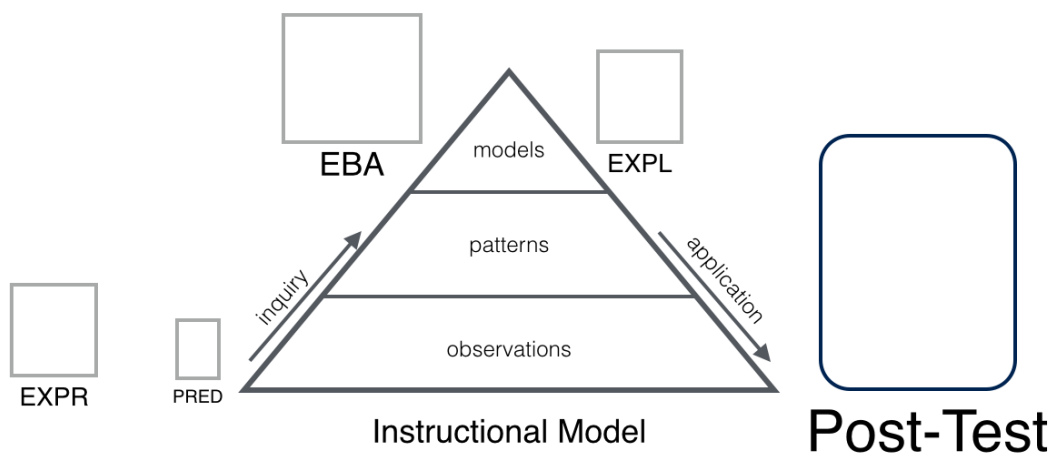 EBA
EXPL
models
patterns
inquiry
application
observations
EXPR
PRED
Instructional Model
Post-Test